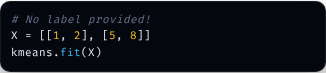 # No label provided!
X = [[1, 2], [5, 8]]
kmeans.fit(X)